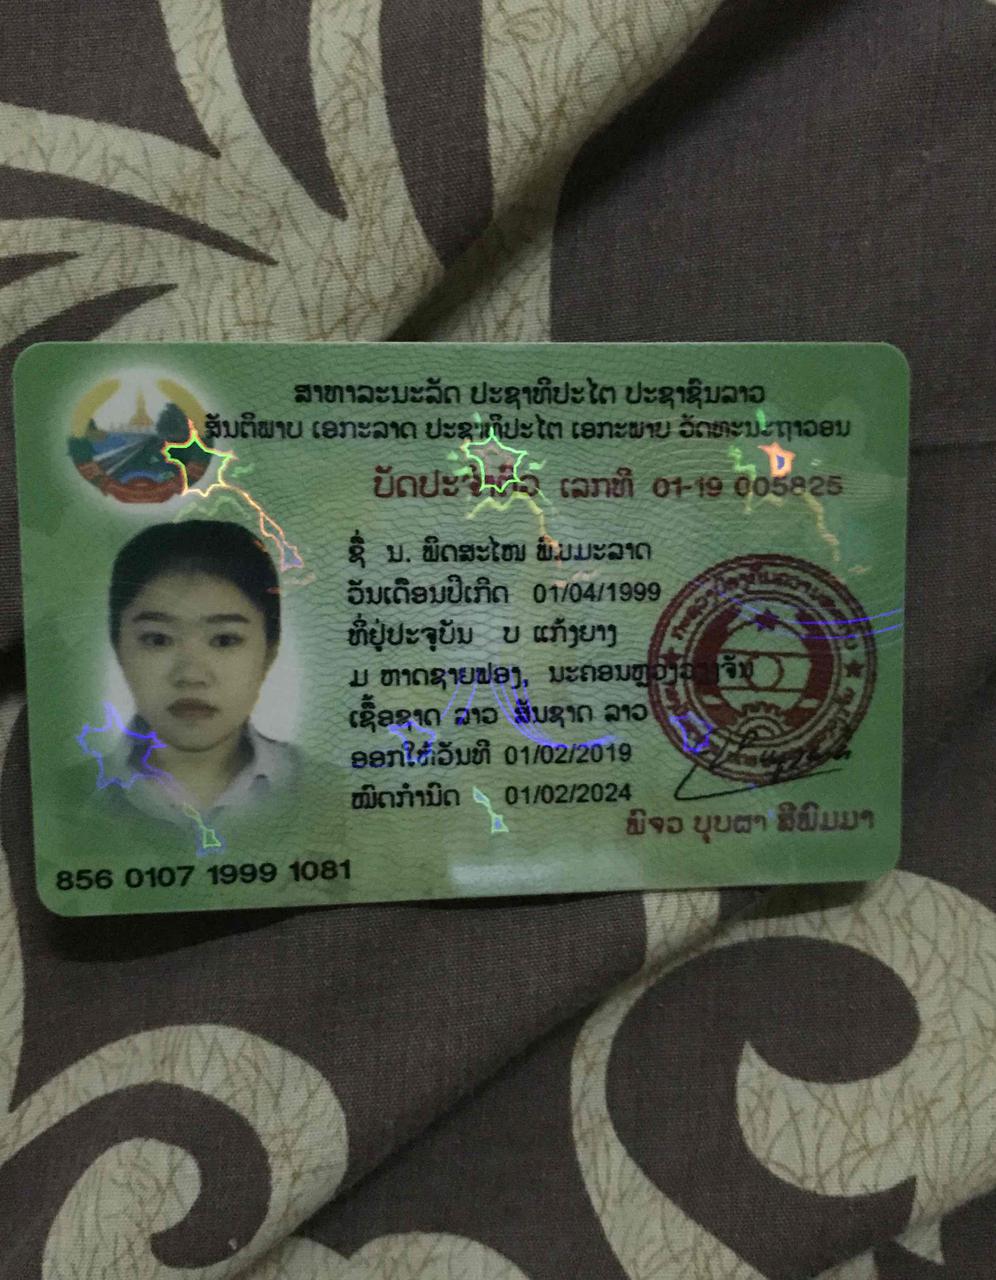 ສາທາລະນະລັດ ປະຊາທິປະໄຕ ປະຊາຊົນລາວ
ສັນຕິພາບ ເອກະລາດ ປະຊາທິປະໄຕ ເອກະພາບ ວັດທະນະຖາວອນ
ບັດປະຈຳຕົວ ເລກທີ 01-19 005825
ຊື່ ນ. ພິດສະໄໝ ພິມມະລາດ
ວັນເດືອນປີເກີດ 01/04/1999
ທີ່ຢູ່ປະຈຸບັນ ບ ແກ້ງຍາງ
ມ ຫາດຊາຍຟອງ, ນະຄອນຫຼວງວຽງຈັນ
ເຊື້ອຊາດ ລາວ ສັນຊາດ ລາວ
ອອກໃຫ້ວັນທີ 01/02/2019
ໝົດກຳນົດ 01/02/2024
ພົຈວ ບຸບຜາ ສີພິມມາ
856 0107 1999 1081